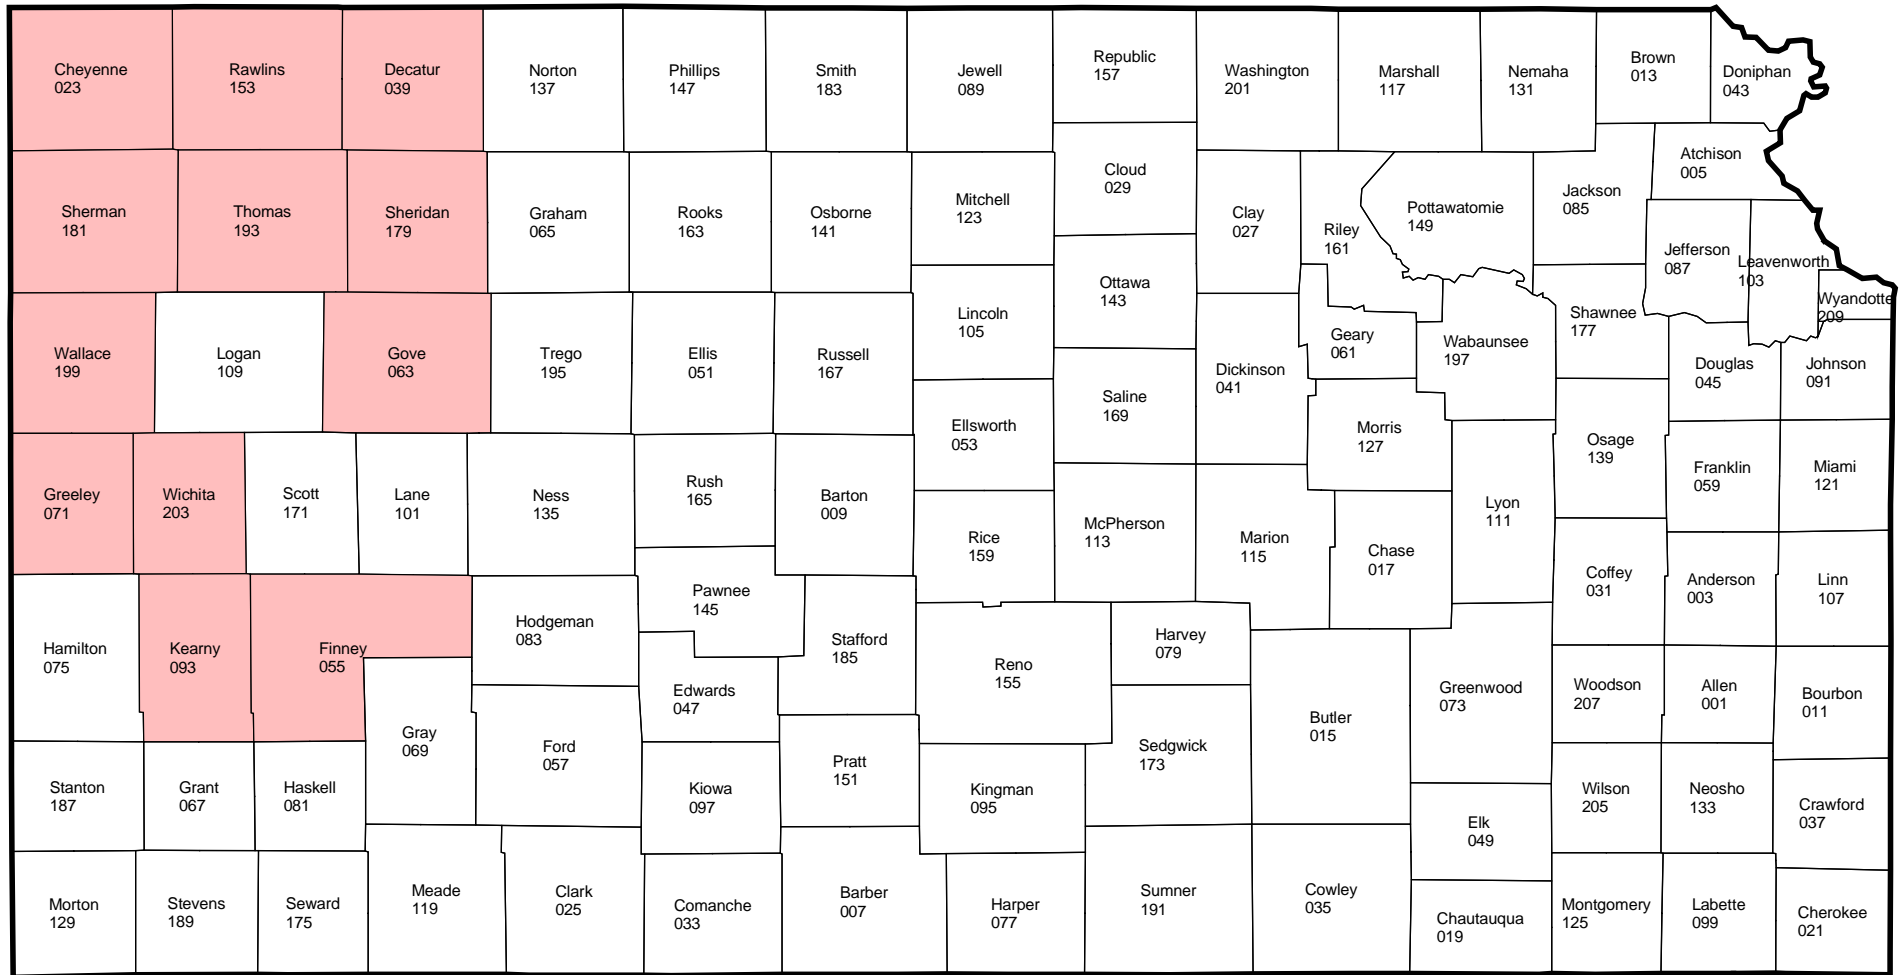 Cheyenne
023
Rawlins
153
Decatur
039
Norton
137
Phillips
147
Smith
183
Jewell
089
Republic
157
Washington
201
Marshall
117
Nemaha
131
Brown
013
Doniphan
043
Sherman
181
Thomas
193
Sheridan
179
Graham
065
Rooks
163
Osborne
141
Mitchell
123
Cloud
029
Clay
027
Riley
161
Pottawatomie
149
Jackson
085
Atchison
005
Jefferson
087
Leavenworth
103
Wyandotte
209
Wallace
199
Logan
109
Gove
063
Trego
195
Ellis
051
Russell
167
Lincoln
105
Ottawa
143
Dickinson
041
Geary
061
Wabaunsee
197
Shawnee
177
Douglas
045
Johnson
091
Greeley
071
Wichita
203
Scott
171
Lane
101
Ness
135
Rush
165
Barton
009
Ellsworth
053
Saline
169
Morris
127
Osage
139
Franklin
059
Miami
121
Rice
159
McPherson
113
Marion
115
Chase
017
Lyon
111
Coffey
031
Anderson
003
Linn
107
Hamilton
075
Kearny
093
Finney
055
Hodgeman
083
Pawnee
145
Stafford
185
Reno
155
Harvey
079
Gray
069
Ford
057
Edwards
047
Butler
015
Greenwood
073
Woodson
207
Allen
001
Bourbon
011
Stanton
187
Grant
067
Haskell
081
Kiowa
097
Pratt
151
Kingman
095
Sedgwick
173
Elk
049
Wilson
205
Neosho
133
Crawford
037
Morton
129
Stevens
189
Seward
175
Meade
119
Clark
025
Comanche
033
Barber
007
Harper
077
Sumner
191
Cowley
035
Chautauqua
019
Montgomery
125
Labette
099
Cherokee
021